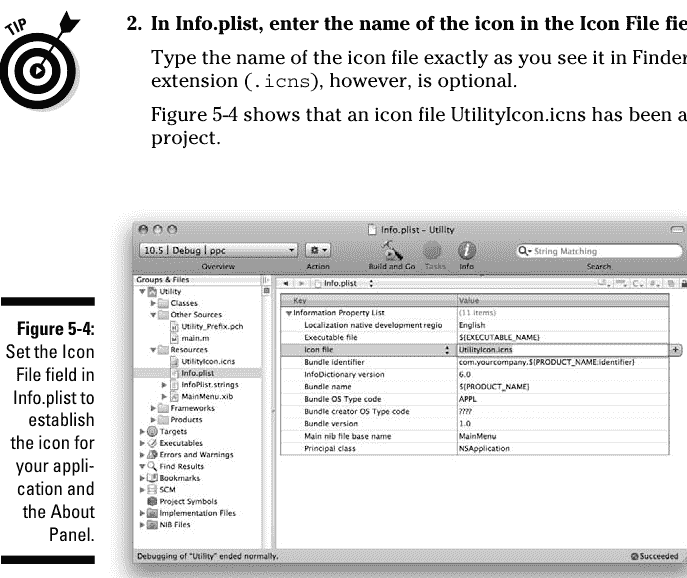 TIP
2. In Info.plist, enter the name of the icon in the Icon File fie
Type the name of the icon file exactly as you see it in Finder
extension (.icns), however, is optional.
Figure 5-4 shows that an icon file UtilityIcon.icns has been a
project.
Figure 5-4:
Set the Icon
File field in
Info.plist to
establish
the icon for
your appli-
cation and
the About
Panel.
Info.plist – Utility
10.5 | Debug | ppc
String Matching
Overview
Action
Build and Go
Tasks
Info
Search
Groups & Files
Utility
Classes
Other Sources
Utility_Prefix.pch
main.m
Resources
UtilityIcon.icns
Info.plist
InfoPlist.strings
MainMenu.xib
Frameworks
Products
Targets
Executables
Errors and Warnings
Find Results
Bookmarks
SCM
Project Symbols
Implementation Files
NIB Files
Info.plist
Key Value
Information Property List (11 items)
Localization native development regio English
Executable file ${EXECUTABLE_NAME}
Icon file UtilityIcon.icns
Bundle identifier com.yourcompany.${PRODUCT_NAME:identifier}
InfoDictionary version 6.0
Bundle name ${PRODUCT_NAME}
Bundle OS Type code APPL
Bundle creator OS Type code ????
Bundle version 1.0
Main nib file base name MainMenu
Principal class NSApplication
Debugging of "Utility" ended normally.
Succeeded